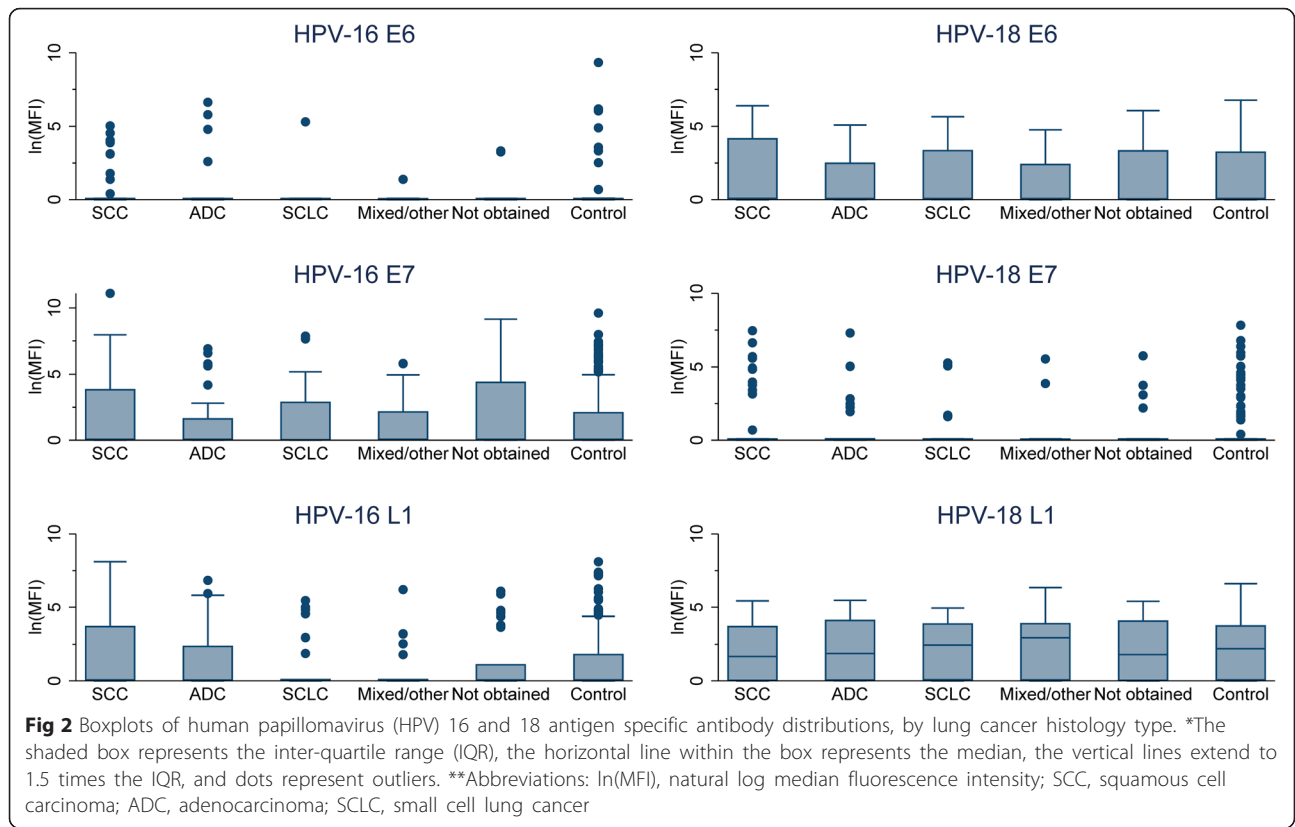 HPV-16 E6
10
5
0
ln(MFI)
SCC ADC SCLC Mixed/other Not obtained Control
HPV-18 E6
10
5
0
ln(MFI)
SCC ADC SCLC Mixed/other Not obtained Control
HPV-16 E7
10
5
0
ln(MFI)
SCC ADC SCLC Mixed/other Not obtained Control
HPV-18 E7
10
5
0
ln(MFI)
SCC ADC SCLC Mixed/other Not obtained Control
HPV-16 L1
10
5
0
ln(MFI)
SCC ADC SCLC Mixed/other Not obtained Control
HPV-18 L1
10
5
0
ln(MFI)
SCC ADC SCLC Mixed/other Not obtained Control
Fig 2 Boxplots of human papillomavirus (HPV) 16 and 18 antigen specific antibody distributions, by lung cancer histology type. *The
shaded box represents the inter-quartile range (IQR), the horizontal line within the box represents the median, the vertical lines extend to
1.5 times the IQR, and dots represent outliers. **Abbreviations: ln(MFI), natural log median fluorescence intensity; SCC, squamous cell
carcinoma; ADC, adenocarcinoma; SCLC, small cell lung cancer